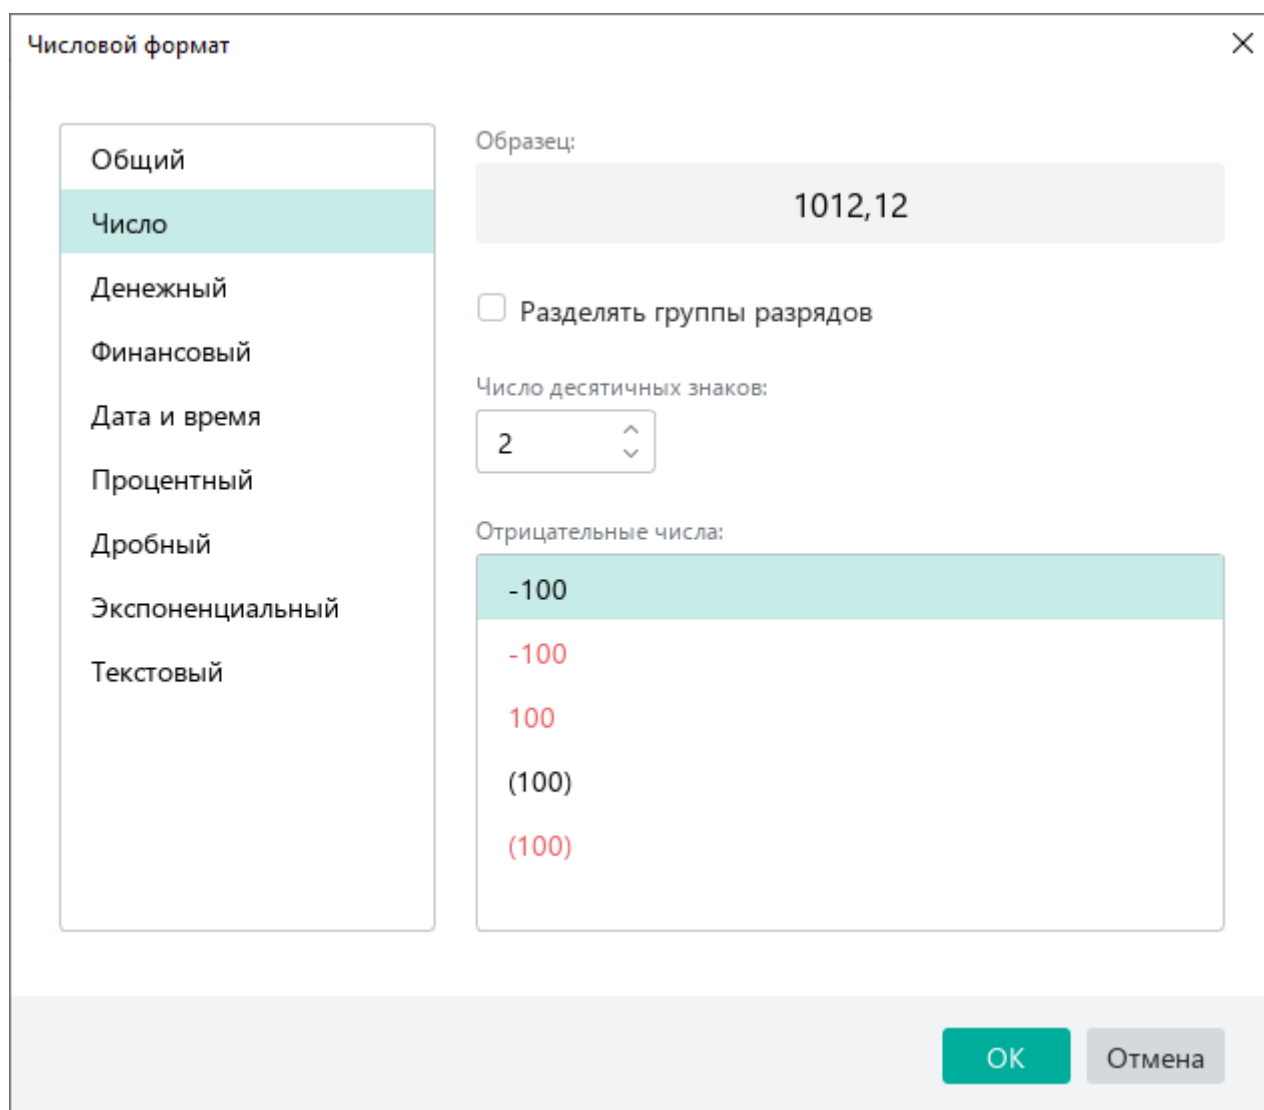 Числовой формат
Общий
Число
Денежный
Финансовый
Дата и время
Процентный
Дробный
Экспоненциальный
Текстовый
Образец:
1012,12
Разделять группы разрядов
Число десятичных знаков:
2
Отрицательные числа:
-100
-100
100
(100)
(100)
OK
Отмена